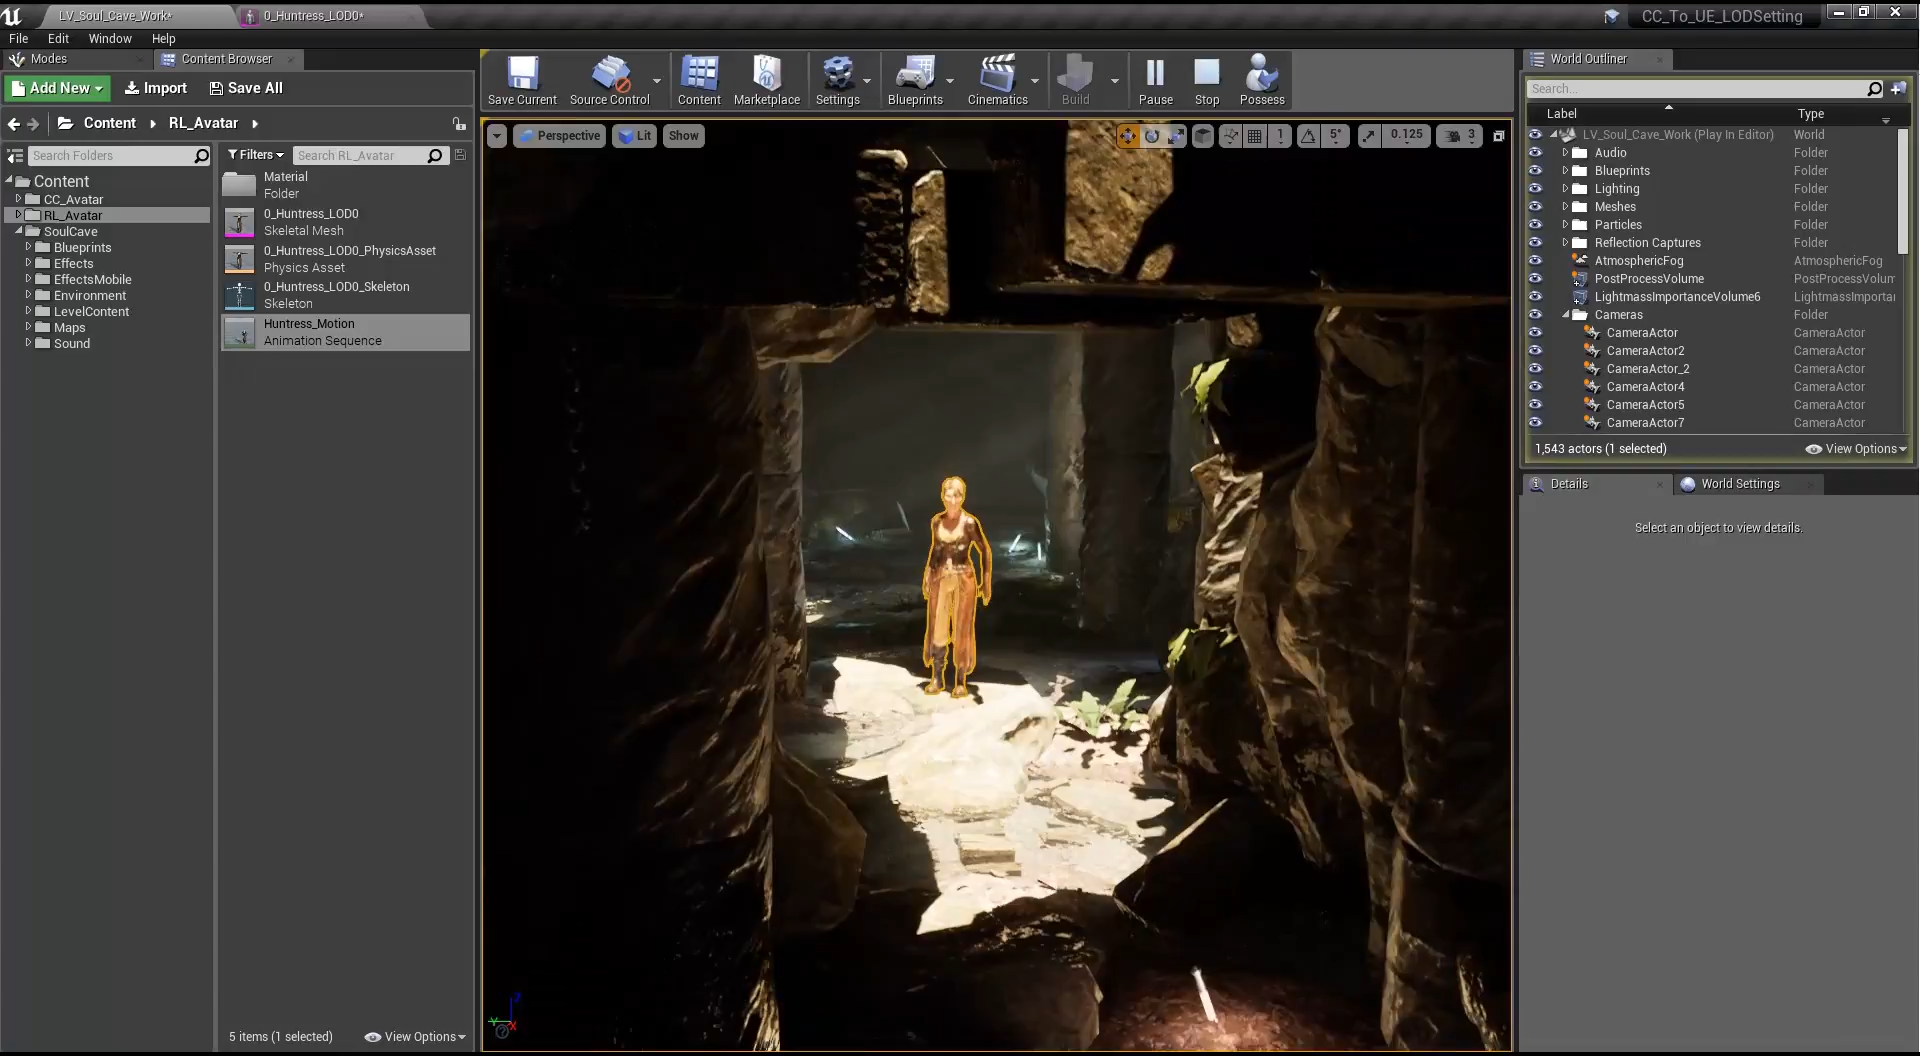 LV_Soul_Cave_Work*
0_Huntress_LOD0*
CC_To_UE_LODSetting
File Edit Window Help
Modes
Content Browser
Add New
Import
Save All
Content
RL_Avatar
Search Folders
Content
CC_Avatar
RL_Avatar
SoulCave
Blueprints
Effects
EffectsMobile
Environment
LevelContent
Maps
Sound
Filters
Search RL_Avatar
Material
Folder
0_Huntress_LOD0
Skeletal Mesh
0_Huntress_LOD0_PhysicsAsset
Physics Asset
0_Huntress_LOD0_Skeleton
Skeleton
Huntress_Motion
Animation Sequence
5 items (1 selected)
View Options
Save Current
Source Control
Content
Marketplace
Settings
Blueprints
Cinematics
Build
Pause
Stop
Possess
Perspective
Lit
Show
1
5°
0.125
3
World Outliner
Search...
Label Type
LV_Soul_Cave_Work (Play In Editor) World
Audio Folder
Blueprints Folder
Lighting Folder
Meshes Folder
Particles Folder
Reflection Captures Folder
AtmosphericFog AtmosphericFog
PostProcessVolume PostProcessVolum
LightmassImportanceVolume6 LightmassImporta
Cameras Folder
CameraActor CameraActor
CameraActor2 CameraActor
CameraActor_2 CameraActor
CameraActor4 CameraActor
CameraActor5 CameraActor
CameraActor7 CameraActor
1,543 actors (1 selected)
View Options
Details
World Settings
Select an object to view details.